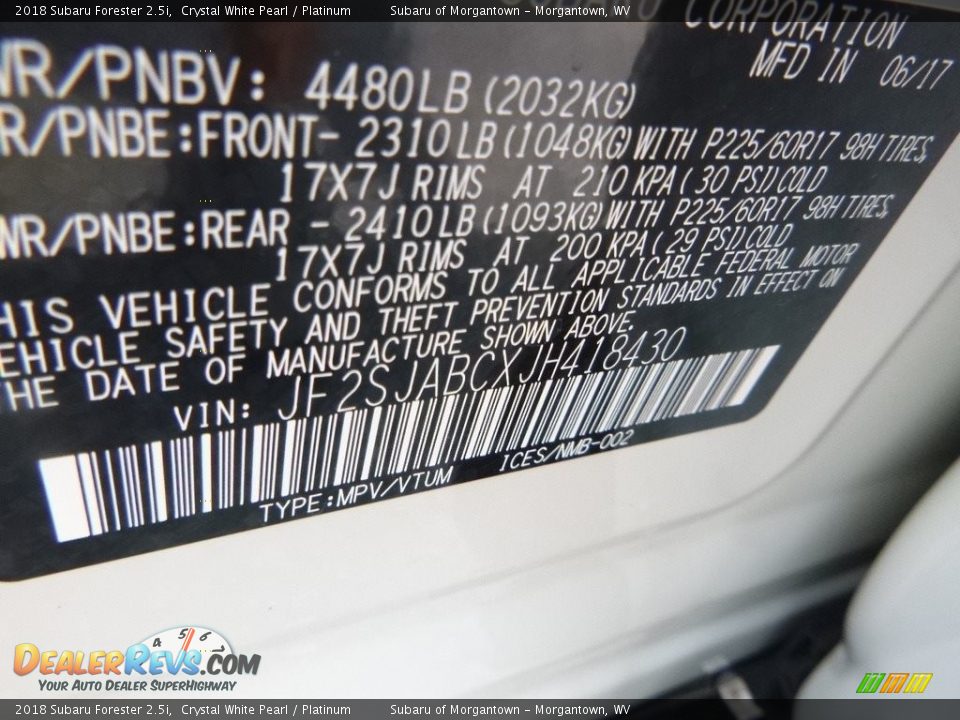 2018 Subaru Forester 2.5i, Crystal White Pearl / Platinum Subaru of Morgantown - Morgantown, WV
CORPORATION
MFD IN 06/17
WR/PNBV: 4480LB (2032KG)
R/PNBE:FRONT- 2310LB(1048KG)WITH P225/60R17 98H TIRES,
17X7J RIMS AT 210 KPA( 30 PSI)COLD
WR/PNBE:REAR - 2410LB(1093KG)WITH P225/60R17 98H TIRES,
17X7J RIMS AT 200 KPA( 29 PSI)COLD
HIS VEHICLE CONFORMS TO ALL APPLICABLE FEDERAL MOTOR
EHICLE SAFETY AND THEFT PREVENTION STANDARDS IN EFFECT ON
HE DATE OF MANUFACTURE SHOWN ABOVE.
VIN: JF2SJABCXJH418430
TYPE:MPV/VTUM ICES/NMB-002
4 5 6
DEALERREVS.COM
YOUR AUTO DEALER SUPERHIGHWAY
2018 Subaru Forester 2.5i, Crystal White Pearl / Platinum Subaru of Morgantown - Morgantown, WV